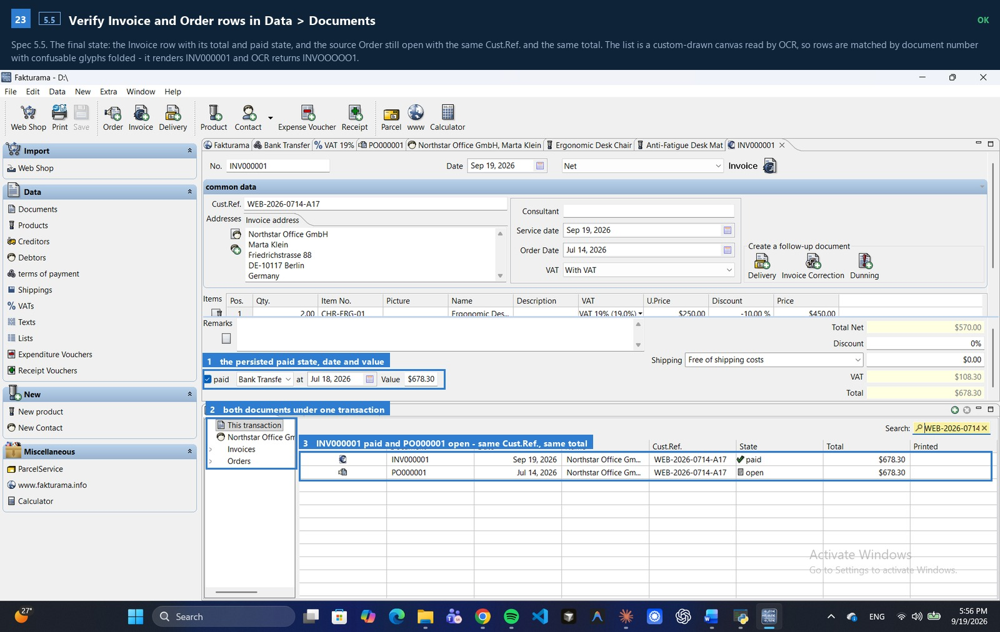 23 5.5 Verify Invoice and Order rows in Data > Documents OK
Spec 5.5. The final state: the Invoice row with its total and paid state, and the source Order still open with the same Cust.Ref. and the same total. The list is a custom-drawn canvas read by OCR, so rows are matched by document number
with confusable glyphs folded - it renders INV000001 and OCR returns INVOOOOO1.
Fakturama - D:\
File Edit Data New Extra Window Help
Web Shop Print Save Order Invoice Delivery Product Contact Expense Voucher Receipt Parcel www Calculator
Import
Web Shop
Data
Documents
Products
Creditors
Debtors
terms of payment
Shippings
VATs
Texts
Lists
Expenditure Vouchers
Receipt Vouchers
New
New product
New Contact
Miscellaneous
ParcelService
www.fakturama.info
Calculator
Fakturama Bank Transfer VAT 19% PO000001 Northstar Office GmbH, Marta Klein Ergonomic Desk Chair Anti-Fatigue Desk Mat INV000001
No. INV000001 Date Sep 19, 2026 Net Invoice
common data
Cust.Ref. WEB-2026-0714-A17
Addresses Invoice address
Northstar Office GmbH
Marta Klein
Friedrichstrasse 88
DE-10117 Berlin
Germany
Consultant
Service date Sep 19, 2026
Order Date Jul 14, 2026
VAT With VAT
Create a follow-up document
Delivery Invoice Correction Dunning
Items Pos. Qty. Item No. Picture Name Description VAT U.Price Discount Price
1 2.00 CHR-ERG-01 Ergonomic Des... VAT 19% (19.0%) $250.00 -10.00 % $450.00
Remarks
Total Net $570.00
Discount 0%
Shipping Free of shipping costs $0.00
VAT $108.30
Total $678.30
1 the persisted paid state, date and value
paid Bank Transfe at Jul 18, 2026 Value $678.30
2 both documents under one transaction
This transaction
Northstar Office Gm
Invoices
Orders
Search: WEB-2026-0714
3 INV000001 paid and PO000001 open - same Cust.Ref., same total
Cust.Ref. State Total Printed
INV000001 Sep 19, 2026 Northstar Office Gm... WEB-2026-0714-A17 paid $678.30
PO000001 Jul 14, 2026 Northstar Office Gm... WEB-2026-0714-A17 open $678.30
Activate Windows
Go to Settings to activate Windows.
27° Search ENG 5:56 PM
9/19/2026